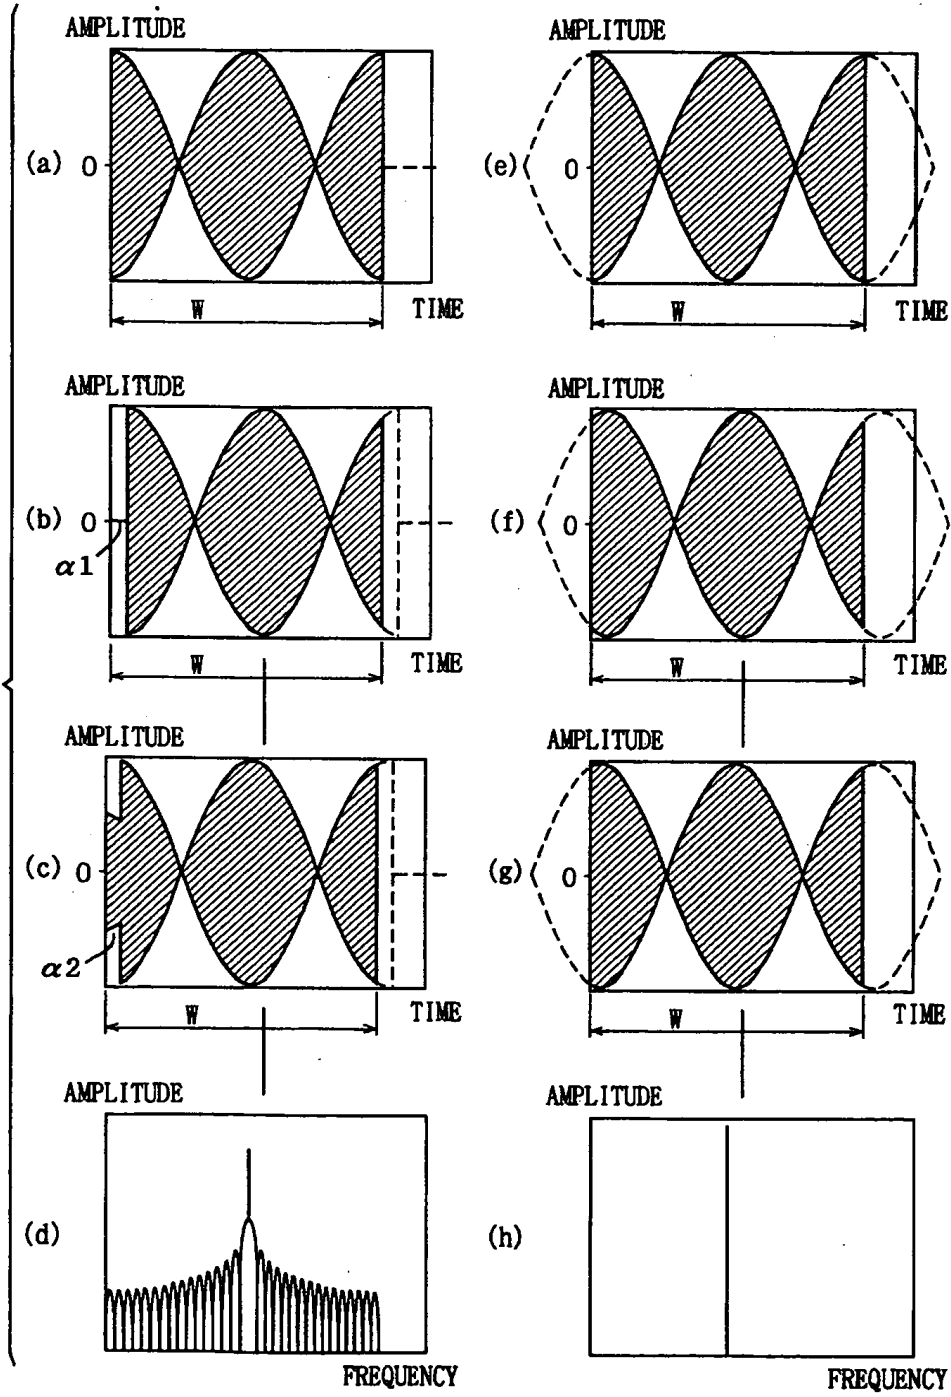 AMPLITUDE
(a) 0
W
TIME
AMPLITUDE
(b) 0
α1
W
TIME
AMPLITUDE
(c) 0
α2
W
TIME
AMPLITUDE
(d)
FREQUENCY
AMPLITUDE
(e) 0
W
TIME
AMPLITUDE
(f) 0
W
TIME
AMPLITUDE
(g) 0
W
TIME
AMPLITUDE
(h)
FREQUENCY